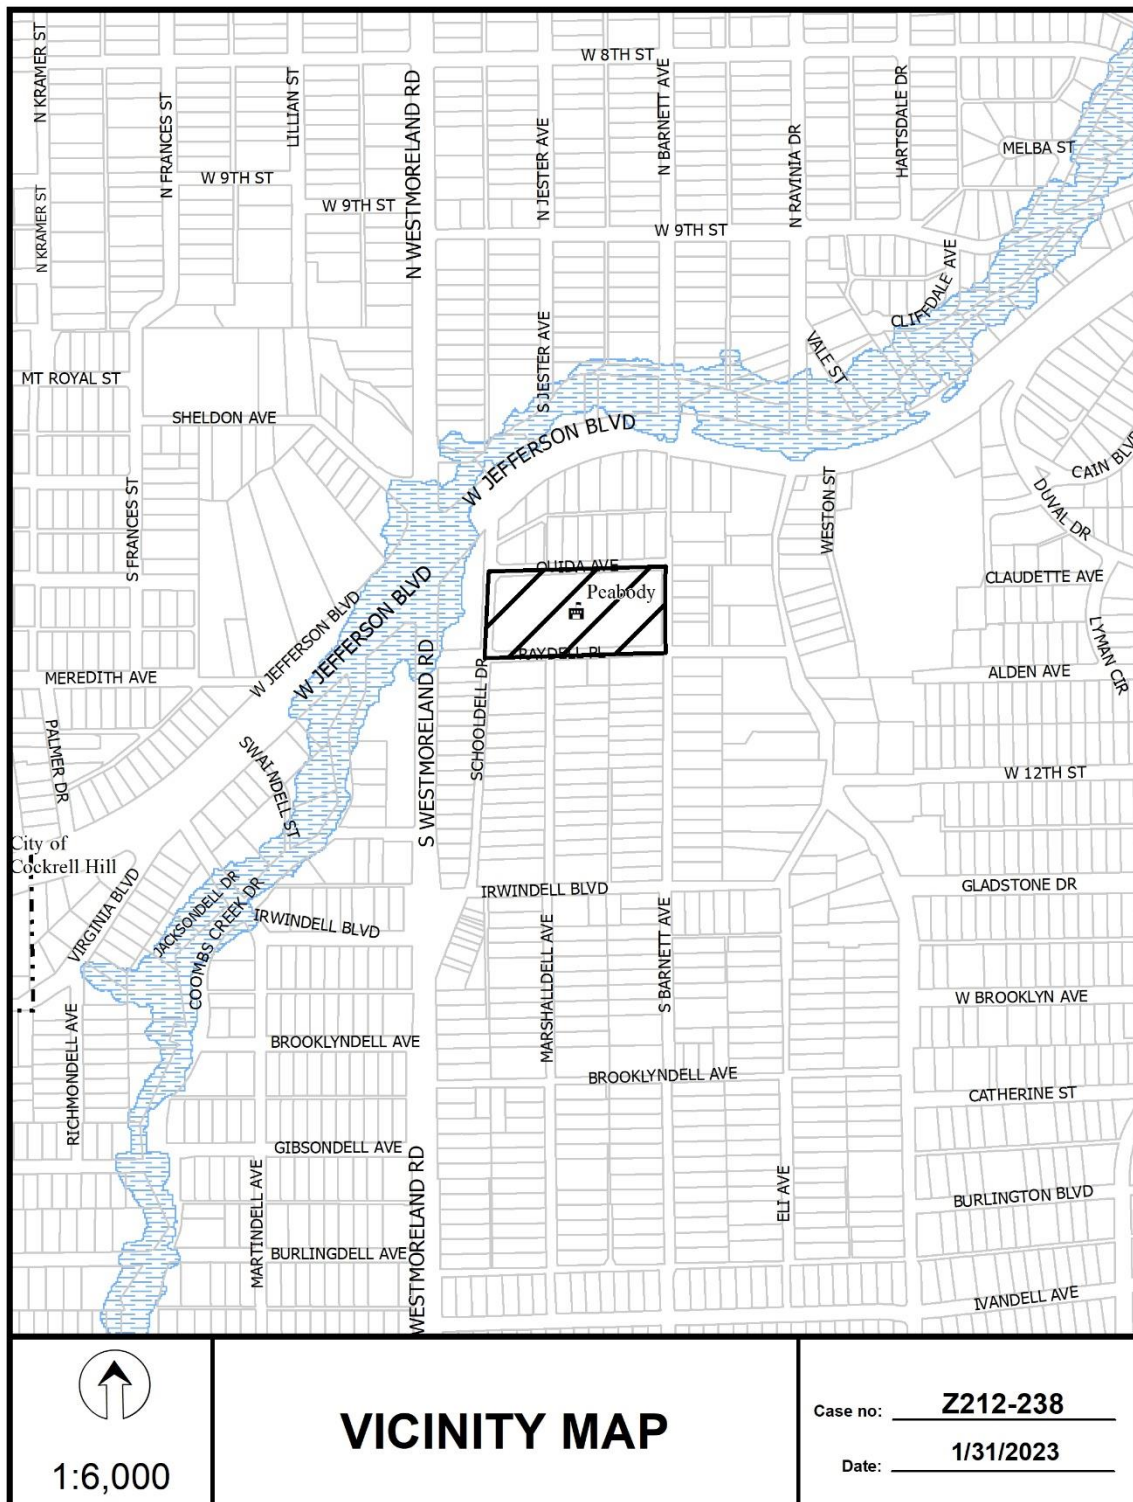 W 8TH ST
N KRAMER ST
LILLIAN ST
N FRANCES ST
N WESTMORELAND RD
N JESTER AVE
N BARNETT AVE
N RAVINIA DR
HARTSDALE DR
MELBA ST
W 9TH ST
W 9TH ST
N KRAMER ST
W 9TH ST
CLIFFDALE AVE
VALE ST
S JESTER AVE
MT ROYAL ST
SHELDON AVE
W JEFFERSON BLVD
CAIN BLVD
DUVAL DR
WESTON ST
S FRANCES ST
OUIDA AVE
Peabody
CLAUDETTE AVE
W JEFFERSON BLVD
W JEFFERSON BLVD
RAYDELL PL
LYMAN CIR
ALDEN AVE
MEREDITH AVE
SCHOOLDELL DR
S WESTMORELAND RD
PALMER DR
SWAINDELL ST
W 12TH ST
City of
Cockrell Hill
IRWINDELL BLVD
GLADSTONE DR
VIRGINIA BLVD
JACKSONDELL DR
COOMBS CREEK DR
IRWINDELL BLVD
MARSHALLDELL AVE
S BARNETT AVE
W BROOKLYN AVE
RICHMONDELL AVE
BROOKLYNDELL AVE
BROOKLYNDELL AVE
CATHERINE ST
GIBSONDELL AVE
WESTMORELAND RD
MARTINDELL AVE
ELI AVE
BURLINGTON BLVD
BURLINGDELL AVE
IVANDELL AVE
1:6,000
VICINITY MAP
Case no: Z212-238
Date: 1/31/2023